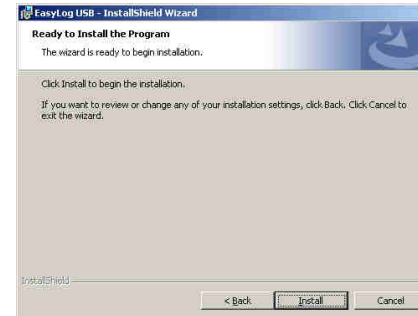 EasyLog USB - InstallShield Wizard
Ready to Install the Program
The wizard is ready to begin installation.
Click Install to begin the installation.
If you want to review or change any of your installation settings, click Back. Click Cancel to
exit the wizard.
InstallShield
< Back Install Cancel